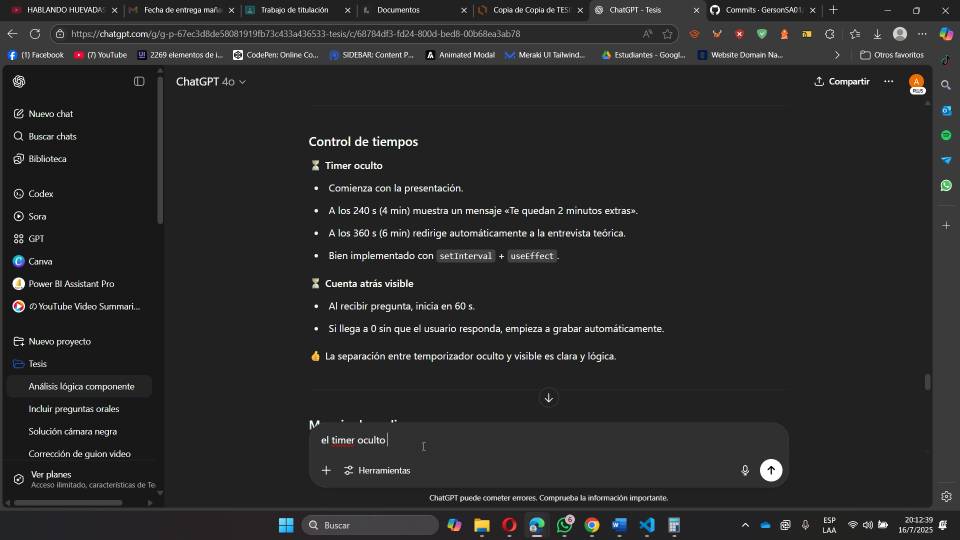 HABLANDO HUEVADAS
Fecha de entrega maña
Trabajo de titulación
Documentos
Copia de Copia de TES
ChatGPT - Tesis
Commits - GersonSA01
https://chatgpt.com/g/g-p-67ec3d8de58081919fb73c433a436533-tesis/c/68784df3-fd24-800d-bed8-00b68ea3ab78
(1) Facebook
(7) YouTube
2269 elementos de i...
CodePen: Online Co...
SIDEBAR: Content P...
Animated Modal
Meraki UI Tailwind...
Estudiantes - Googl...
Website Domain Na...
Otros favoritos
ChatGPT 4o
Compartir
PLUS
Nuevo chat
Buscar chats
Biblioteca
Codex
Sora
GPT
Canva
Power BI Assistant Pro
の YouTube Video Summari...
Nuevo proyecto
Tesis
Análisis lógica componente
Incluir preguntas orales
Solución cámara negra
Corrección de guion video
Ver planes
Acceso ilimitado, características de Te
Control de tiempos
Timer oculto
• Comienza con la presentación.
• A los 240 s (4 min) muestra un mensaje «Te quedan 2 minutos extras».
• A los 360 s (6 min) redirige automáticamente a la entrevista teórica.
• Bien implementado con setInterval + useEffect.
Cuenta atrás visible
• Al recibir pregunta, inicia en 60 s.
• Si llega a 0 sin que el usuario responda, empieza a grabar automáticamente.
👍 La separación entre temporizador oculto y visible es clara y lógica.
el timer oculto
Herramientas
ChatGPT puede cometer errores. Comprueba la información importante.
Buscar
6
ESP
LAA
20:12:39
16/7/2025